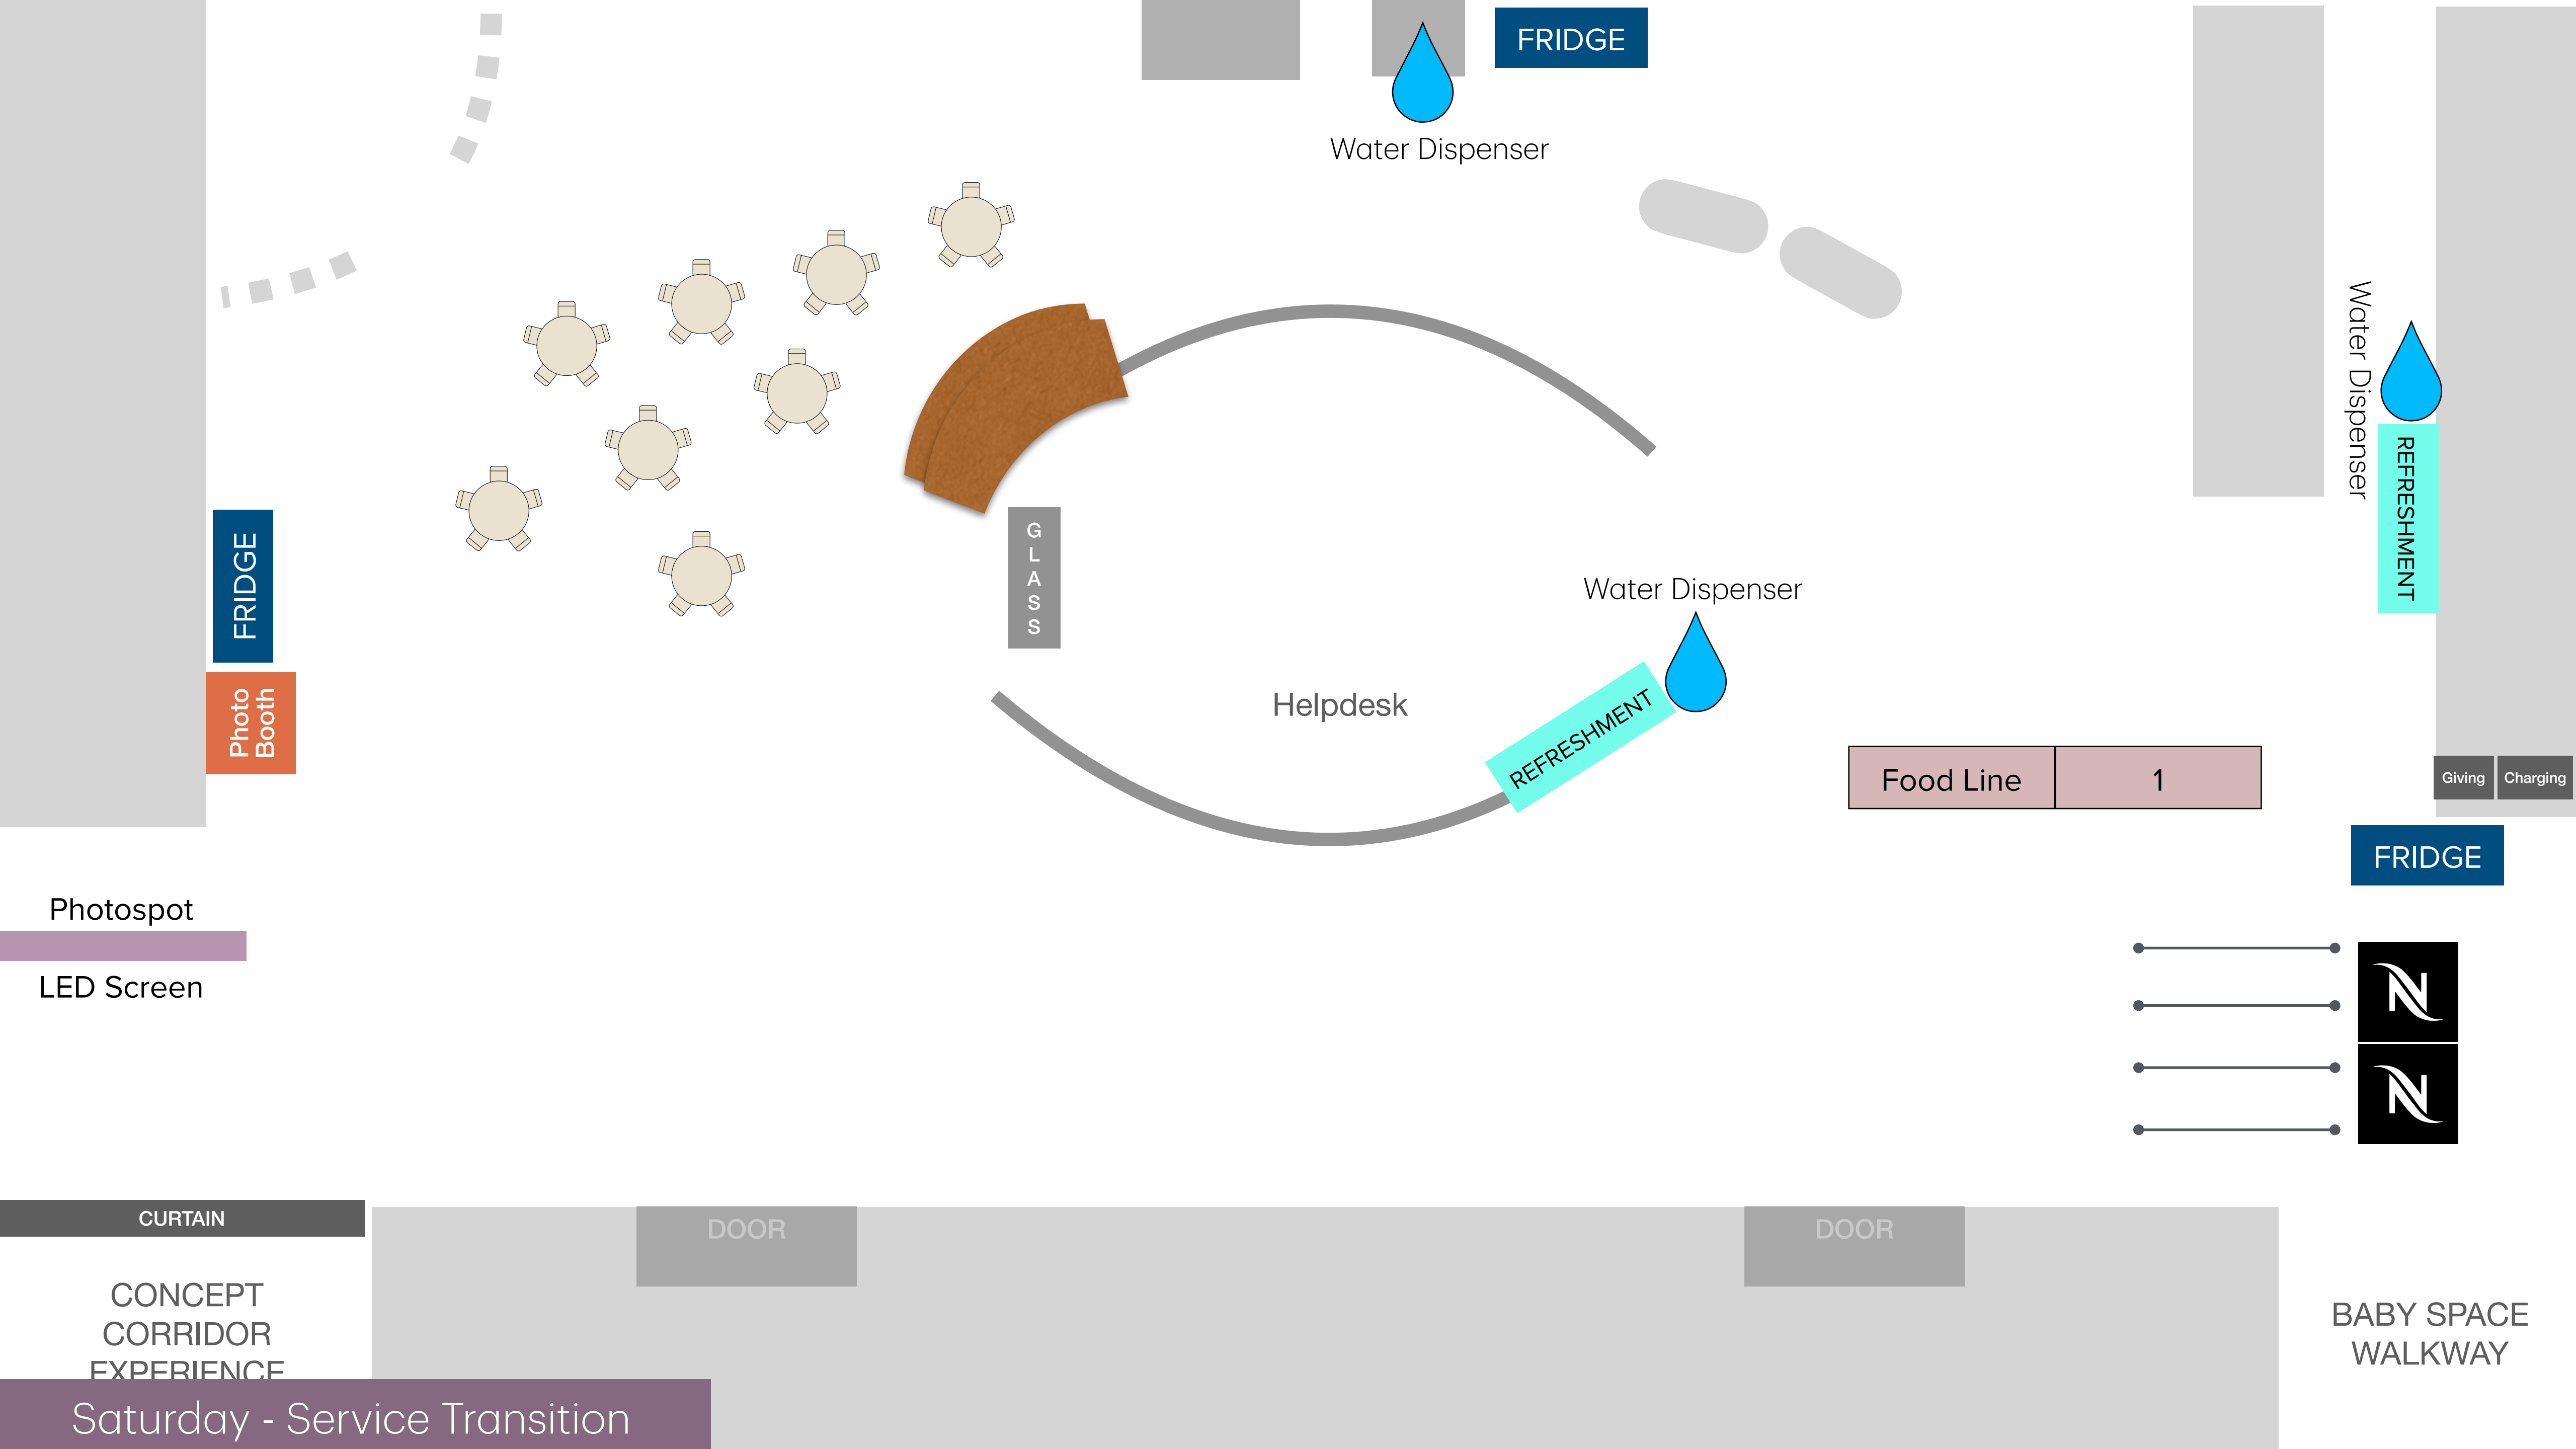 FRIDGE
Water Dispenser
Water Dispenser
REFRESHMENT
G
L
A
S
S
FRIDGE
Photo
Booth
Water Dispenser
REFRESHMENT
Helpdesk
Food Line 1
Giving Charging
FRIDGE
Photospot
LED Screen
N
N
CURTAIN
DOOR
DOOR
CONCEPT
CORRIDOR
EXPERIENCE
BABY SPACE
WALKWAY
Saturday - Service Transition